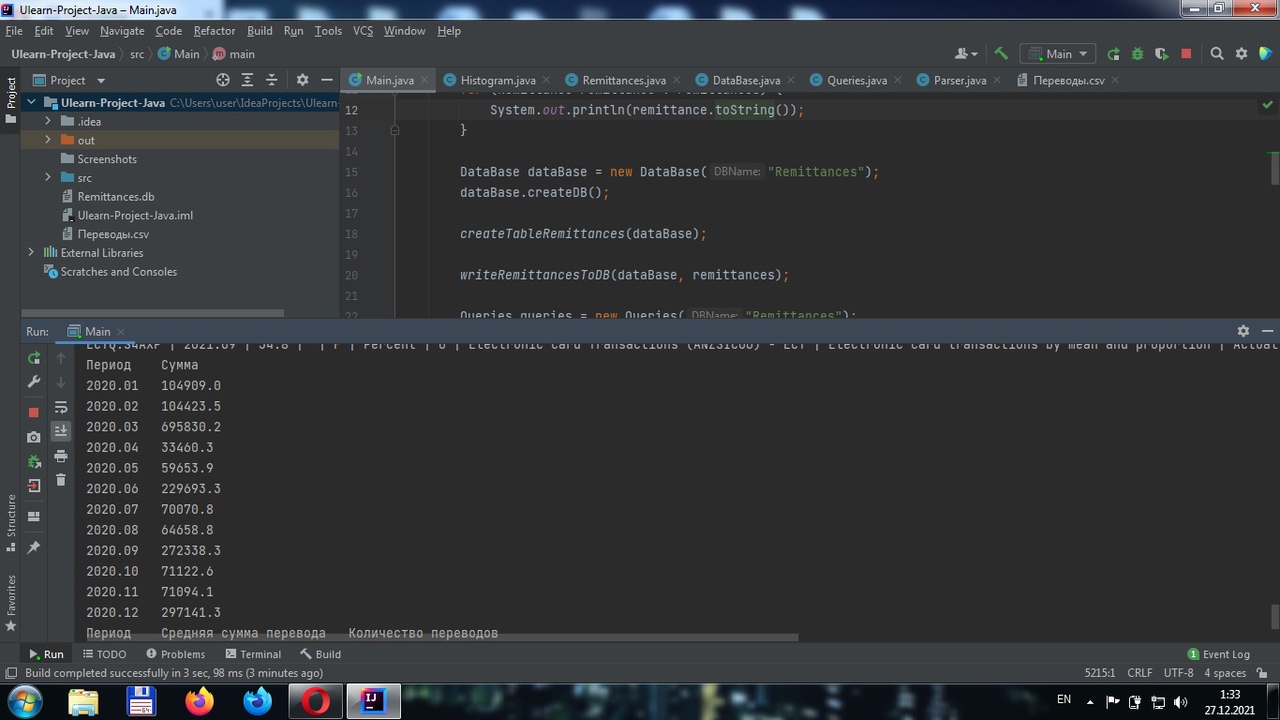 Ulearn-Project-Java – Main.java
File Edit View Navigate Code Refactor Build Run Tools VCS Window Help
Ulearn-Project-Java src Main main Main
Project Main.java Histogram.java Remittances.java DataBase.java Queries.java Parser.java Переводы.csv
Project
Ulearn-Project-Java C:\Users\user\IdeaProjects\Ulearn-
.idea
out
Screenshots
src
Remittances.db
Ulearn-Project-Java.iml
Переводы.csv
External Libraries
Scratches and Consoles
12 System.out.println(remittance.toString());
13 }
14
15 DataBase dataBase = new DataBase( DBName: "Remittances");
16 dataBase.createDB();
17
18 createTableRemittances(dataBase);
19
20 writeRemittancesToDB(dataBase, remittances);
21
22 Queries queries = new Queries( DBName: "Remittances");
Run: Main
ECTQ.S4AXP | 2021.09 | 54.8 | | F | Percent | 0 | Electronic Card Transactions (ANZSIC06) - ECT | Electronic card transactions by mean and proportion | Actual
Период Сумма
2020.01 104909.0
2020.02 104423.5
2020.03 695830.2
2020.04 33460.3
2020.05 59653.9
2020.06 229693.3
2020.07 70070.8
2020.08 64658.8
2020.09 272338.3
2020.10 71122.6
2020.11 71094.1
2020.12 297141.3
Период Средняя сумма перевода Количество переводов
Structure
Favorites
Run TODO Problems Terminal Build 1 Event Log
Build completed successfully in 3 sec, 98 ms (3 minutes ago) 5215:1 CRLF UTF-8 4 spaces
EN 1:33
27.12.2021